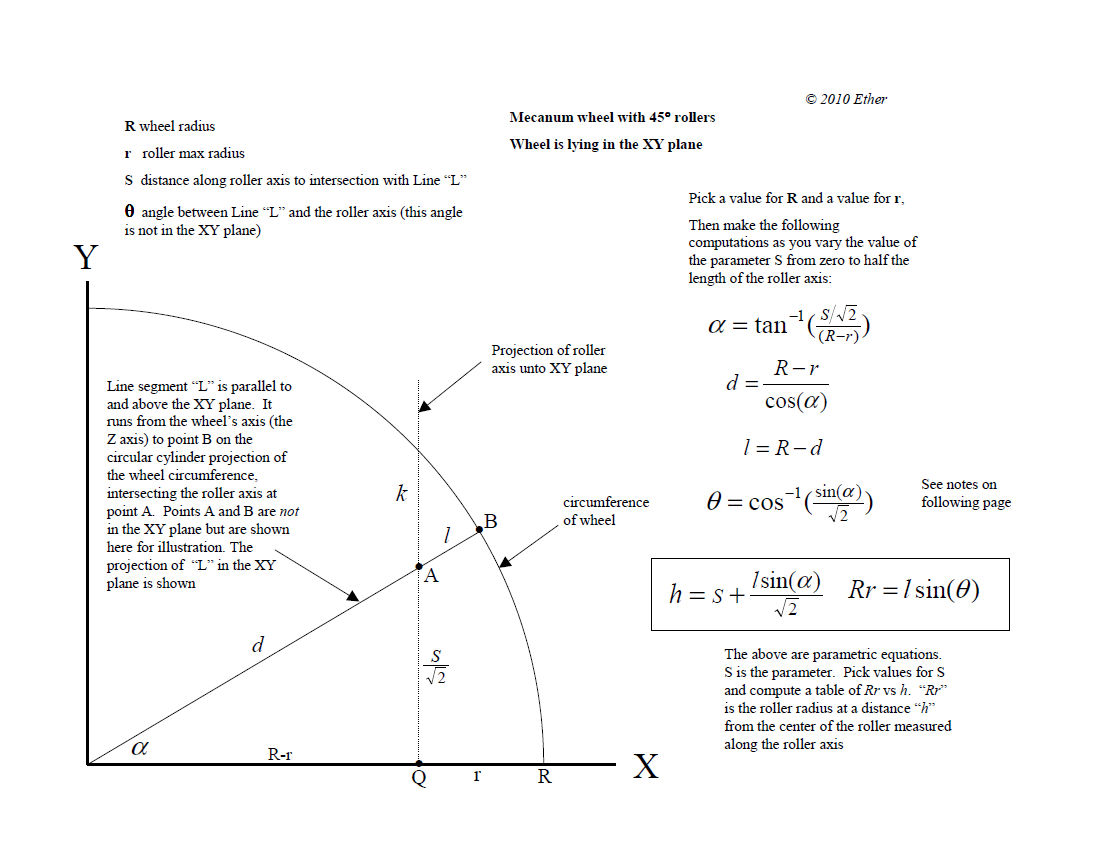 © 2010 Ether
Mecanum wheel with 45° rollers
Wheel is lying in the XY plane
R wheel radius
r roller max radius
S distance along roller axis to intersection with Line “L”
θ angle between Line “L” and the roller axis (this angle
is not in the XY plane)
Pick a value for R and a value for r,
Then make the following
computations as you vary the value of
the parameter S from zero to half the
length of the roller axis:
α = tan⁻¹((S/√2)/(R−r))
d = (R−r)/cos(α)
l = R−d
θ = cos⁻¹(sin(α)/√2)
See notes on
following page
h = s + l sin(α)/√2
Rr = l sin(θ)
The above are parametric equations.
S is the parameter. Pick values for S
and compute a table of Rr vs h. “Rr”
is the roller radius at a distance “h”
from the center of the roller measured
along the roller axis
Y
Projection of roller
axis unto XY plane
Line segment “L” is parallel to
and above the XY plane. It
runs from the wheel’s axis (the
Z axis) to point B on the
circular cylinder projection of
the wheel circumference,
intersecting the roller axis at
point A. Points A and B are not
in the XY plane but are shown
here for illustration. The
projection of “L” in the XY
plane is shown
k
circumference
of wheel
B
l
A
d
S/√2
α
R-r
Q
r
R
X